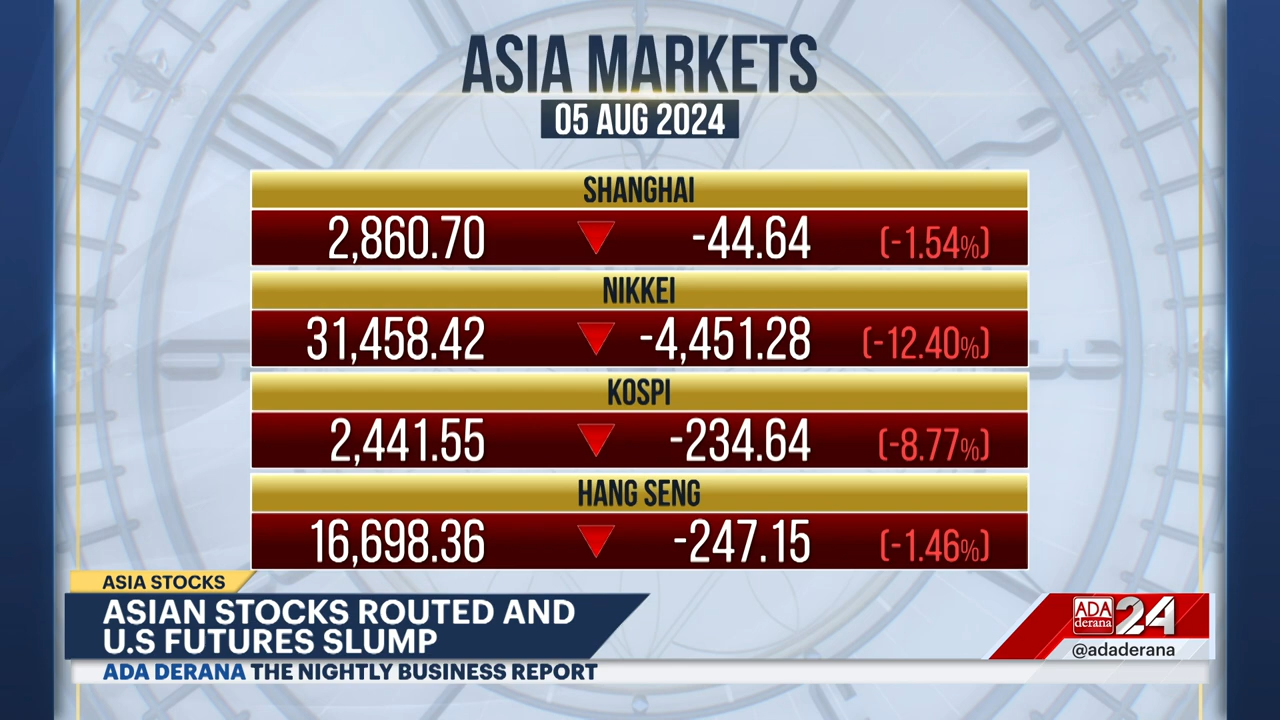 ASIA MARKETS
05 AUG 2024
SHANGHAI
2,860.70 ▼ -44.64 (-1.54%)
NIKKEI
31,458.42 ▼ -4,451.28 (-12.40%)
KOSPI
2,441.55 ▼ -234.64 (-8.77%)
HANG SENG
16,698.36 ▼ -247.15 (-1.46%)
ASIA STOCKS
ASIAN STOCKS ROUTED AND
U.S FUTURES SLUMP
ADA DERANA THE NIGHTLY BUSINESS REPORT
ADA
derana 24
@adaderana